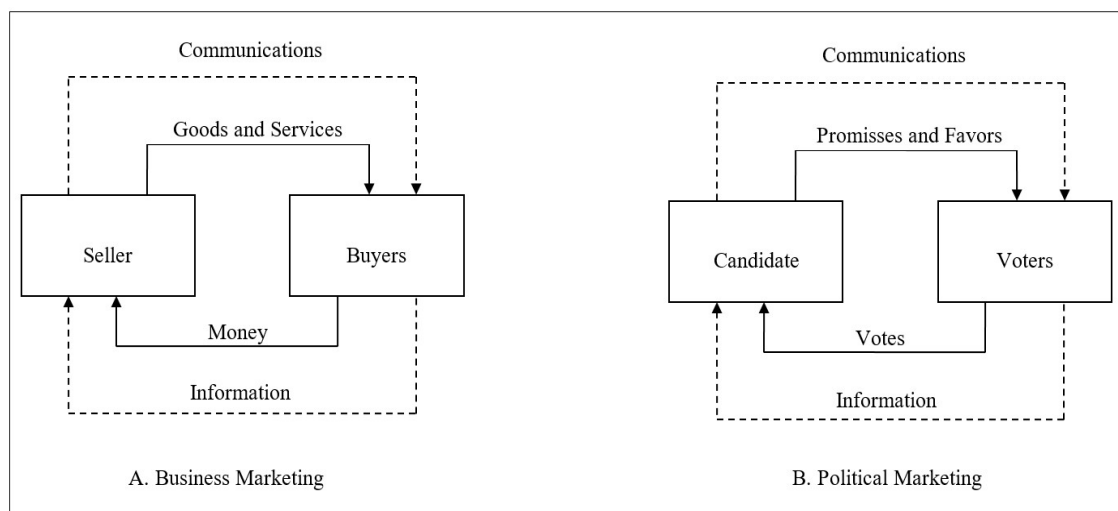 Communications
Goods and Services
Seller
Buyers
Money
Information
A. Business Marketing
Communications
Promisses and Favors
Candidate
Voters
Votes
Information
B. Political Marketing